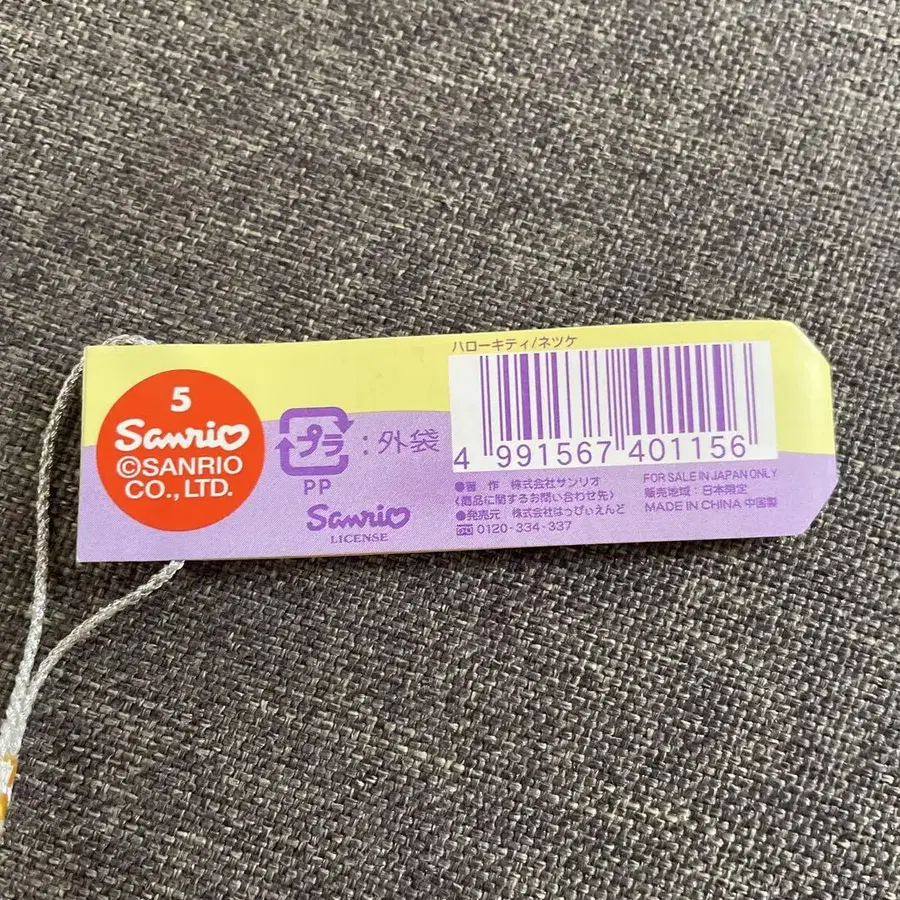 5
Sanrio
©SANRIO
CO., LTD.
プラ
PP
:外袋
Sanrio
LICENSE
ハローキティ/ネツケ
4 991567 401156
●著 作 株式会社サンリオ
〈商品に関するお問い合わせ先〉
●発売元 株式会社はっぴぃえんど
0120-334-337
FOR SALE IN JAPAN ONLY
販売地域:日本限定
MADE IN CHINA 中国製